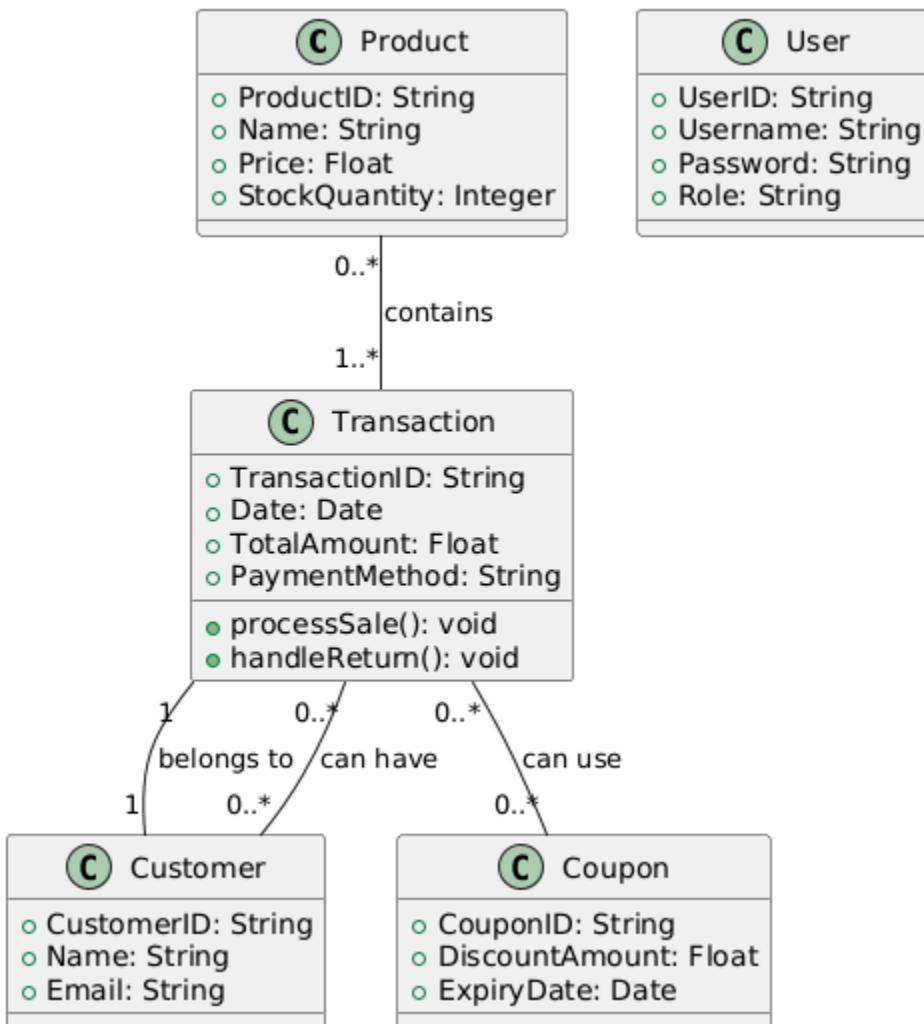 C Product
ProductID: String
Name: String
Price: Float
StockQuantity: Integer
C User
UserID: String
Username: String
Password: String
Role: String
0..*
contains
1..*
C Transaction
TransactionID: String
Date: Date
TotalAmount: Float
PaymentMethod: String
processSale(): void
handleReturn(): void
1
0..*
0..*
belongs to
can have
can use
1
0..*
0..*
C Customer
CustomerID: String
Name: String
Email: String
C Coupon
CouponID: String
DiscountAmount: Float
ExpiryDate: Date